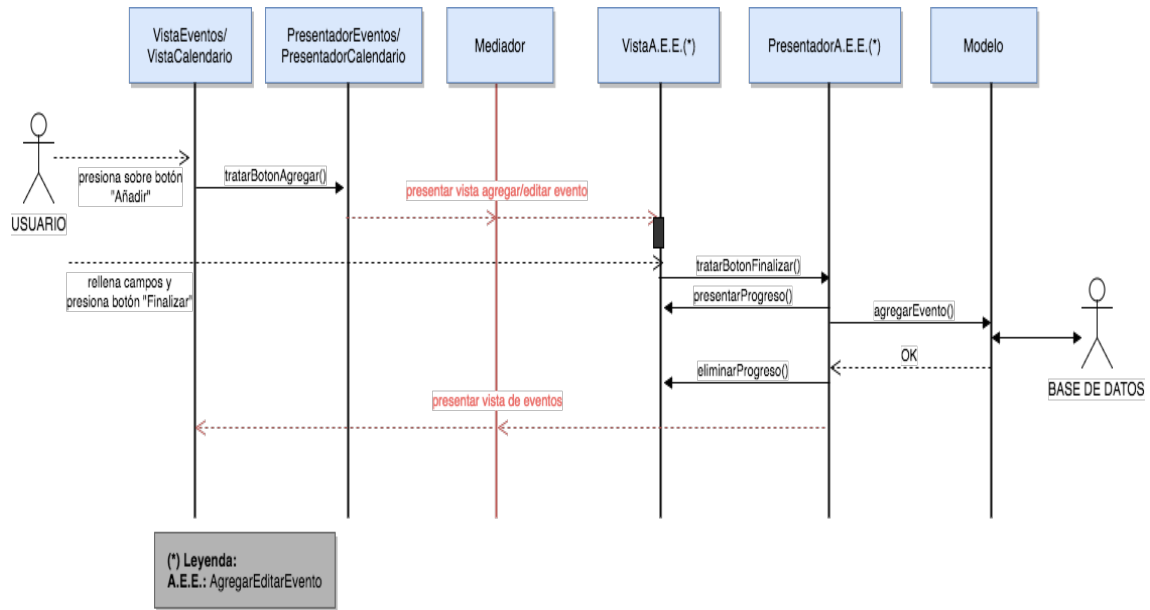 VistaEventos/
VistaCalendario
PresentadorEventos/
PresentadorCalendario
Mediador
VistaA.E.E.(*)
PresentadorA.E.E.(*)
Modelo
presiona sobre botón
"Añadir"
USUARIO
tratarBotonAgregar()
presentar vista agregar/editar evento
rellena campos y
presiona botón "Finalizar"
tratarBotonFinalizar()
presentarProgreso()
agregarEvento()
OK
eliminarProgreso()
BASE DE DATOS
presentar vista de eventos
(*) Leyenda:
A.E.E.: AgregarEditarEvento